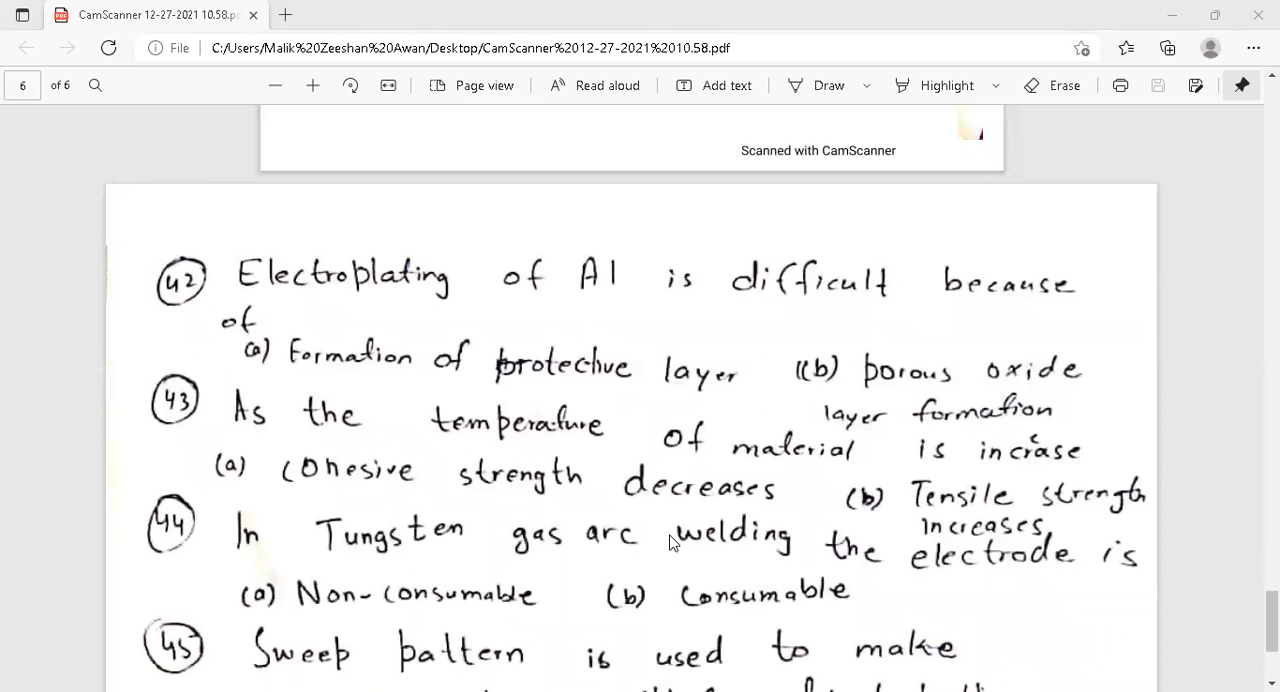 CamScanner 12-27-2021 10.58.pc
File C:/Users/Malik%20Zeeshan%20Awan/Desktop/CamScanner%2012-27-2021%2010.58.pdf
6 of 6 Page view Read aloud Add text Draw Highlight Erase
Scanned with CamScanner
42 Electroplating of Al is difficult because
of
(a) Formation of protective layer (b) porous oxide
layer formation
43 As the temperature of material is increase
(a) cohesive strength decreases (b) Tensile strength
increases
44 In Tungsten gas arc welding the electrode is
(a) Non-consumable (b) Consumable
45 Sweep pattern is used to make